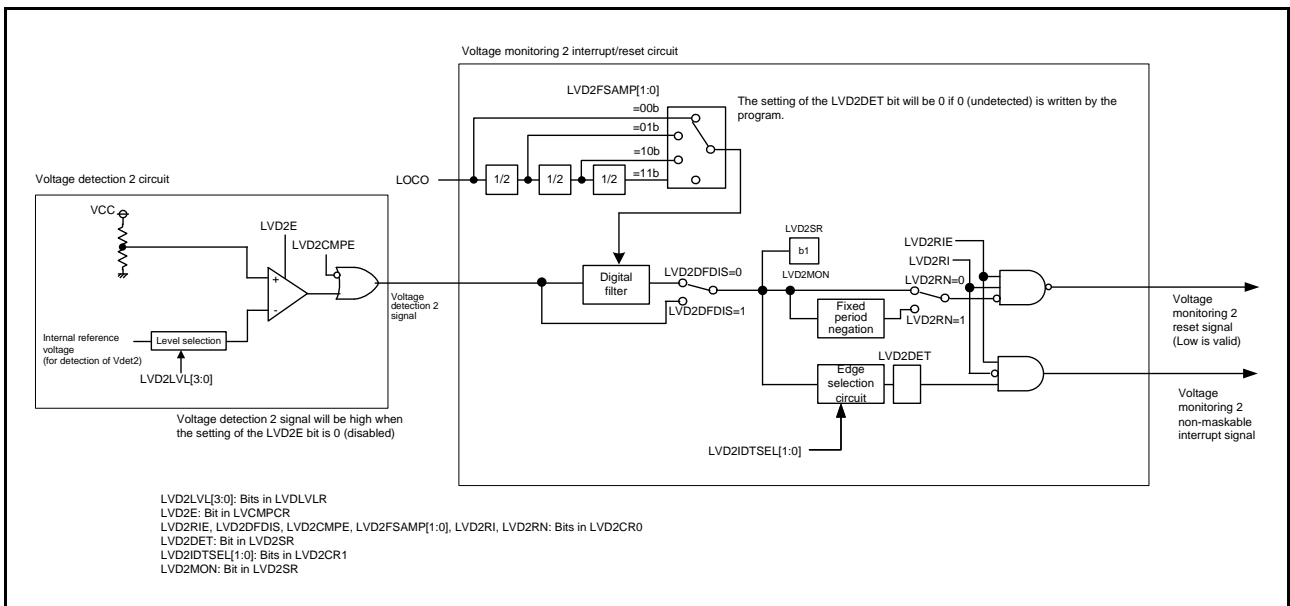 Voltage monitoring 2 interrupt/reset circuit
LVD2FSAMP[1:0]
=00b
=01b
=10b
=11b
The setting of the LVD2DET bit will be 0 if 0 (undetected) is written by the
program.
LOCO
1/2
1/2
1/2
Voltage detection 2 circuit
VCC
LVD2E
LVD2CMPE
+
-
Internal reference
voltage
(for detection of Vdet2)
Level selection
LVD2LVL[3:0]
Voltage
detection 2
signal
Voltage detection 2 signal will be high when
the setting of the LVD2E bit is 0 (disabled)
Digital
filter
LVD2DFDIS=0
LVD2DFDIS=1
LVD2SR
b1
LVD2MON
Fixed
period
negation
LVD2RIE
LVD2RI
LVD2RN=0
LVD2RN=1
LVD2DET
Edge
selection
circuit
LVD2IDTSEL[1:0]
Voltage
monitoring 2
reset signal
(Low is valid)
Voltage
monitoring 2
non-maskable
interrupt signal
LVD2LVL[3:0]: Bits in LVDLVLR
LVD2E: Bit in LVCMPCR
LVD2RIE, LVD2DFDIS, LVD2CMPE, LVD2FSAMP[1:0], LVD2RI, LVD2RN: Bits in LVD2CR0
LVD2DET: Bit in LVD2SR
LVD2IDTSEL[1:0]: Bits in LVD2CR1
LVD2MON: Bit in LVD2SR